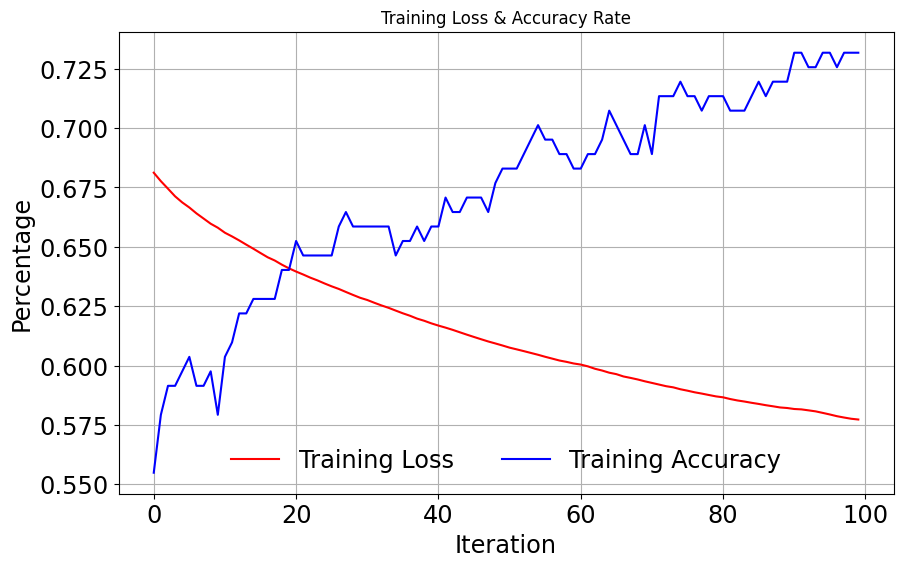 Training Loss & Accuracy Rate
0.725
0.700
0.675
0.650
0.625
0.600
0.575
0.550
Percentage
Training Loss
Training Accuracy
0
20
40
60
80
100
Iteration